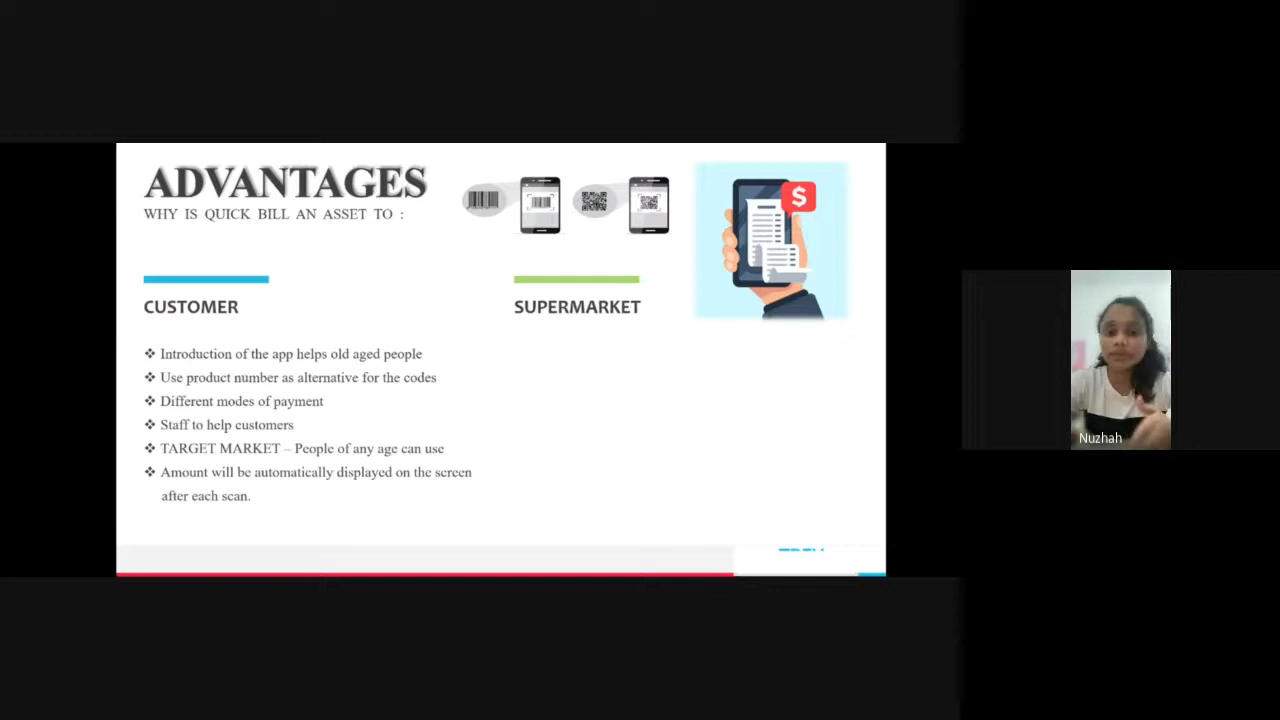 ADVANTAGES
WHY IS QUICK BILL AN ASSET TO :
$
CUSTOMER
SUPERMARKET
❖ Introduction of the app helps old aged people
❖ Use product number as alternative for the codes
❖ Different modes of payment
❖ Staff to help customers
❖ TARGET MARKET – People of any age can use
❖ Amount will be automatically displayed on the screen
after each scan.
Nuzhah